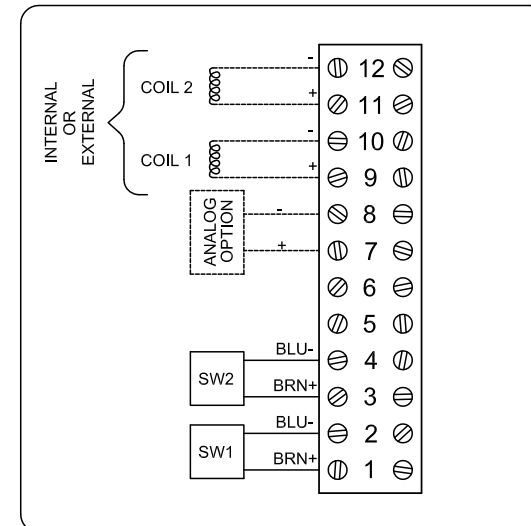 INTERNAL
OR
EXTERNAL
COIL 2
-
+
12
11
COIL 1
-
+
10
9
ANALOG
OPTION
-
+
8
7
6
5
SW2
BLU-
BRN+
4
3
SW1
BLU-
BRN+
2
1